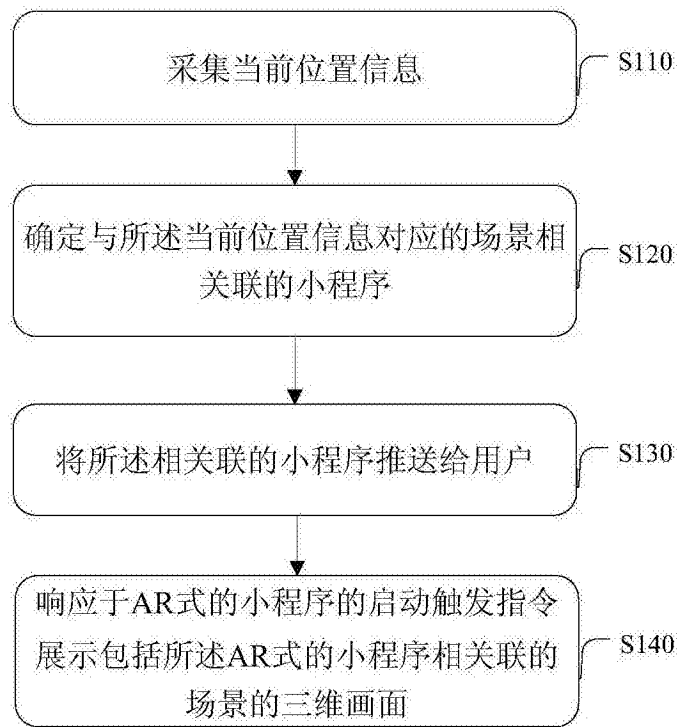 采集当前位置信息
S110
确定与所述当前位置信息对应的场景相
关联的小程序
S120
将所述相关联的小程序推送给用户
S130
响应于AR式的小程序的启动触发指令
展示包括所述AR式的小程序相关联的
场景的三维画面
S140